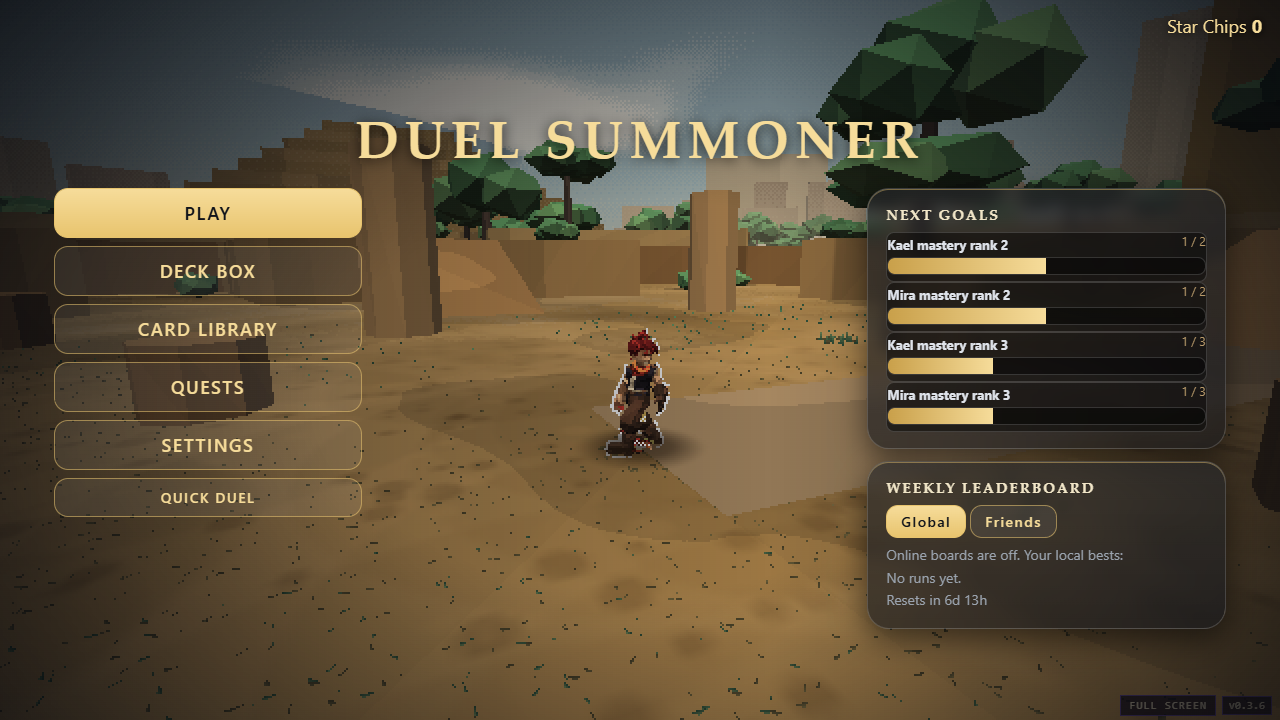 Star Chips 0
DUEL SUMMONER
PLAY
DECK BOX
CARD LIBRARY
QUESTS
SETTINGS
QUICK DUEL
NEXT GOALS
Kael mastery rank 2 1 / 2
Mira mastery rank 2 1 / 2
Kael mastery rank 3 1 / 3
Mira mastery rank 3 1 / 3
WEEKLY LEADERBOARD
Global Friends
Online boards are off. Your local bests:
No runs yet.
Resets in 6d 13h
FULL SCREEN v0.3.6